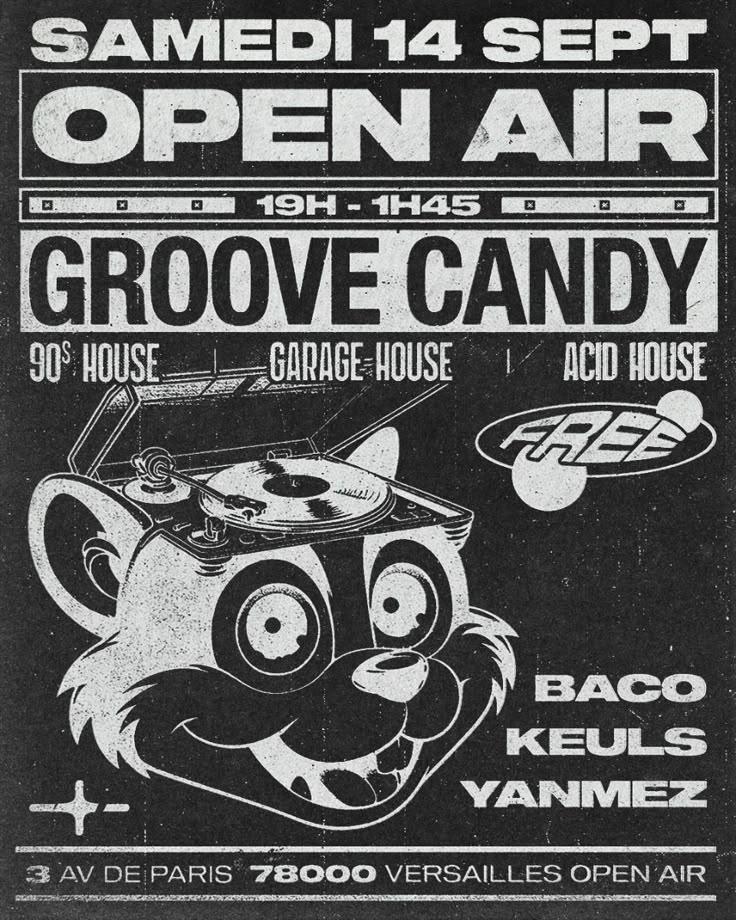 SAMEDI 14 SEPT
OPEN AIR
19H - 1H45
GROOVE CANDY
90s HOUSE | GARAGE HOUSE | ACID HOUSE
FREE
BACO
KEULS
YANMEZ
3 AV DE PARIS 78000 VERSAILLES OPEN AIR